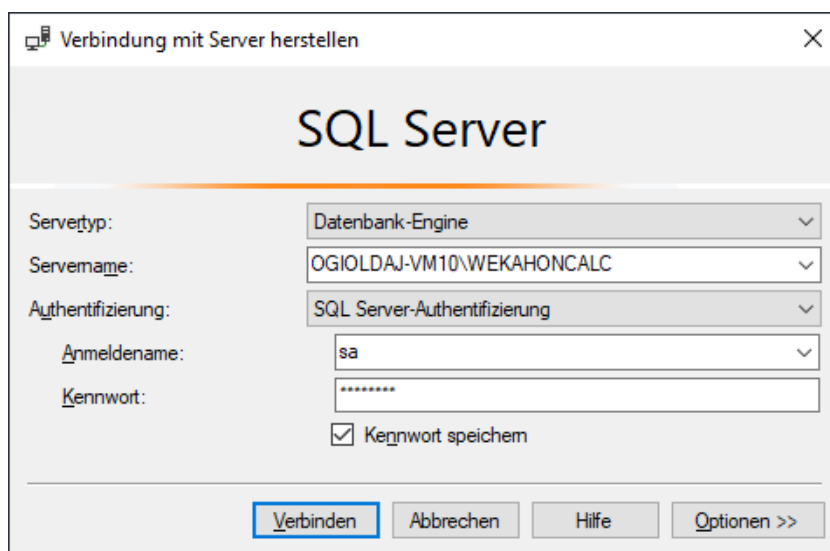 Verbindung mit Server herstellen
SQL Server
Servertyp: Datenbank-Engine
Servername: OGIOLDAJ-VM10\WEKAHONCALC
Authentifizierung: SQL Server-Authentifizierung
Anmeldename: sa
Kennwort: ********
Kennwort speichern
Verbinden Abbrechen Hilfe Optionen >>